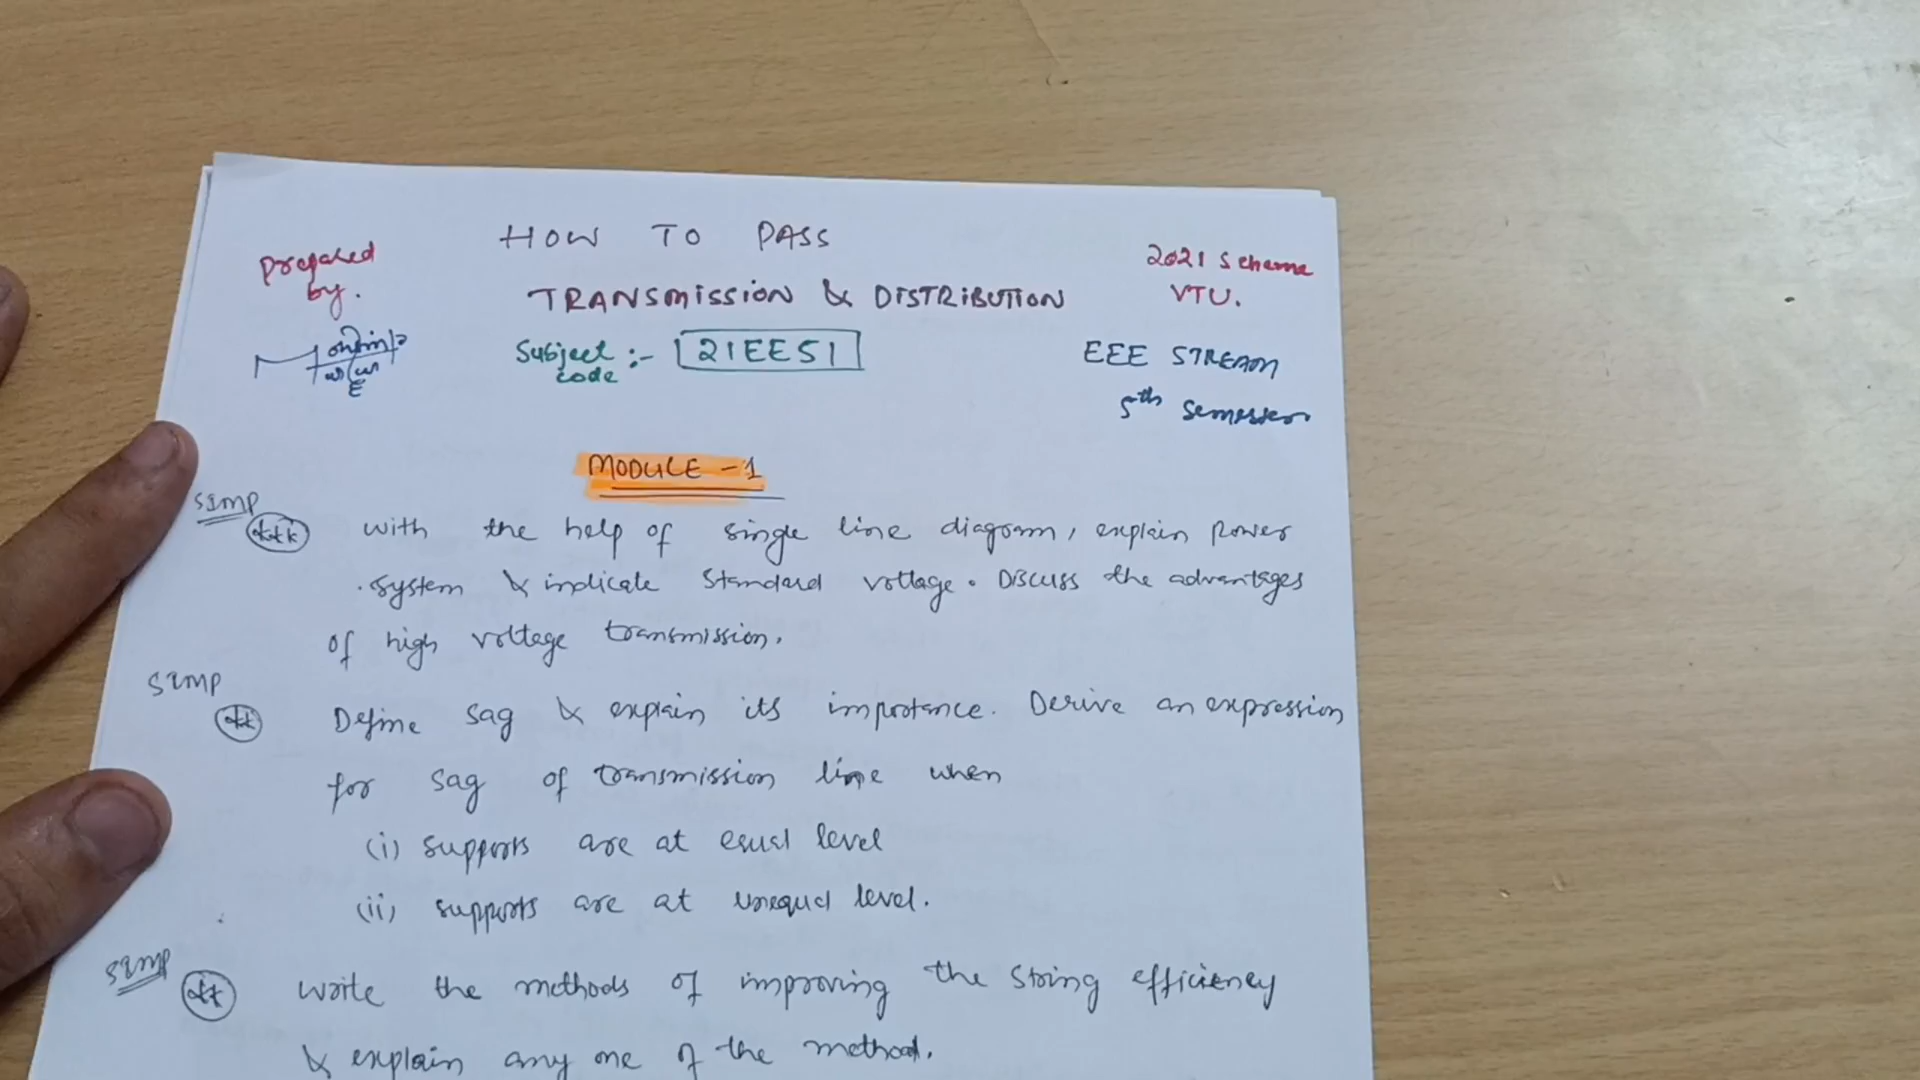 HOW TO PASS
Prepared by.
2021 Scheme
VTU.
TRANSMISSION & DISTRIBUTION
Subject code :- 21EE51
EEE STREAM
5th Semester
MODULE - 1
SIMP
*** With the help of single line diagram, explain power
system & indicate standard voltage. Discuss the advantages
of high voltage transmission.
SIMP
** Define sag & explain its importance. Derive an expression
for sag of transmission line when
(i) supports are at equal level
(ii) supports are at unequal level.
SIMP
** Write the methods of improving the string efficiency
& explain any one of the method.